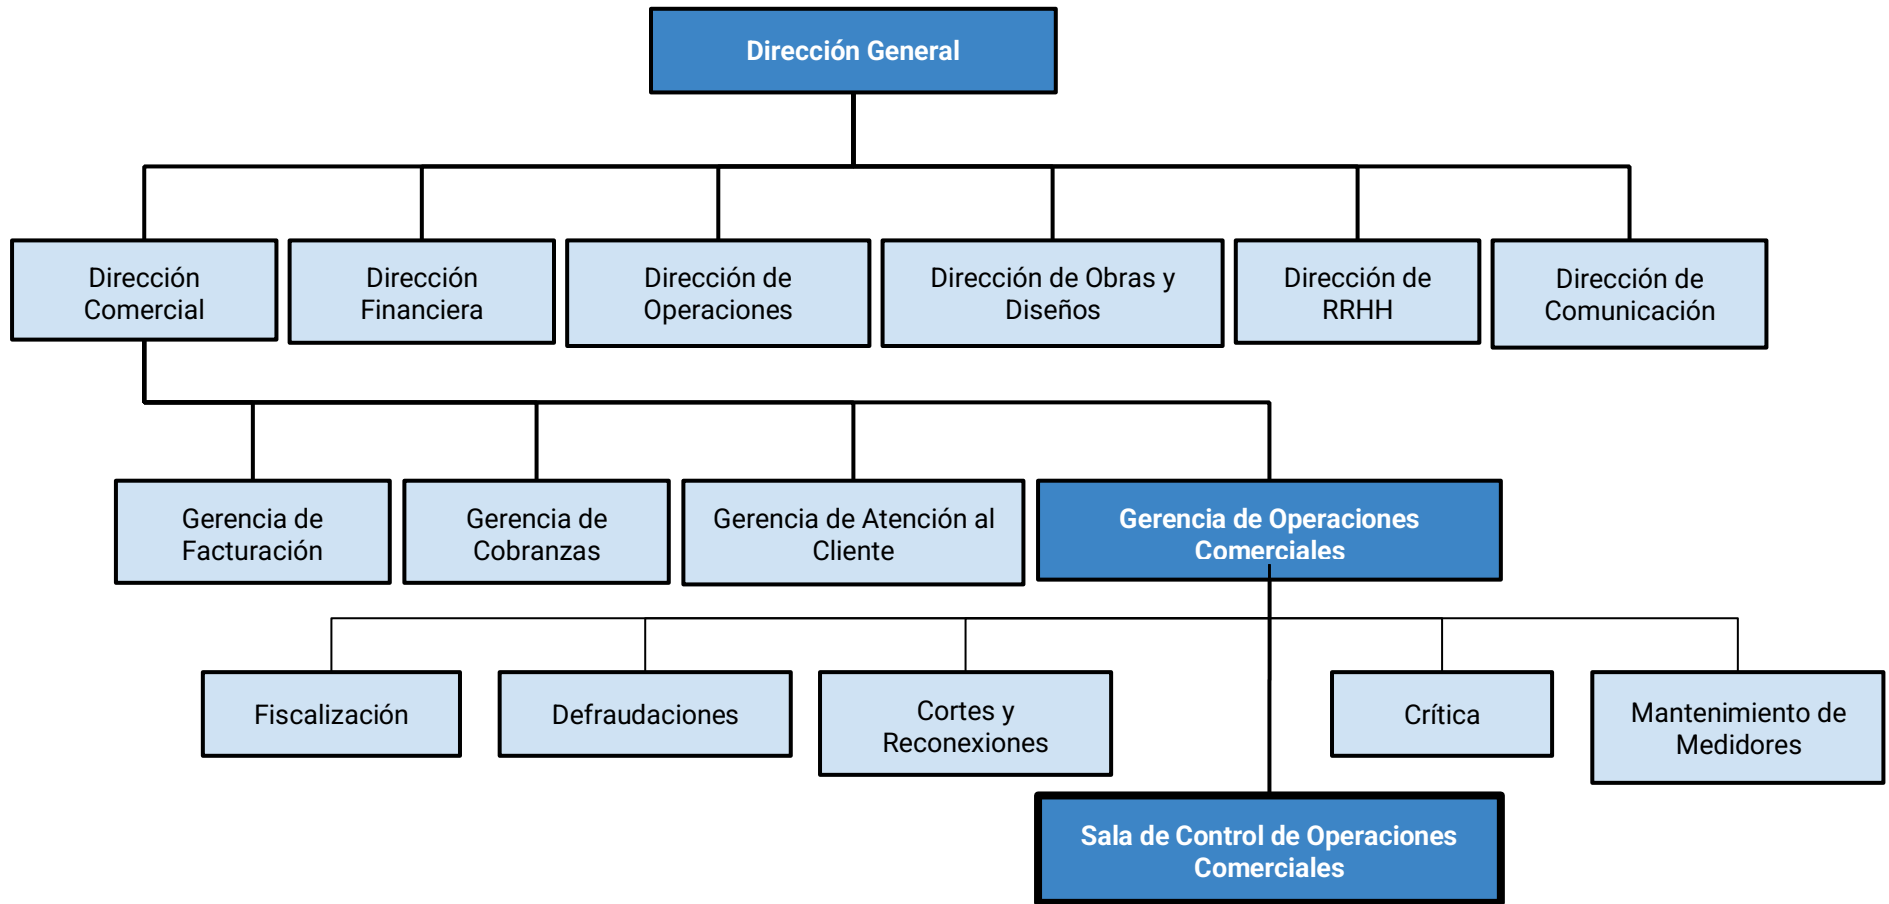 Dirección General
Dirección
Comercial
Dirección
Financiera
Dirección de
Operaciones
Dirección de Obras y
Diseños
Dirección de
RRHH
Dirección de
Comunicación
Gerencia de
Facturación
Gerencia de
Cobranzas
Gerencia de Atención al
Cliente
Gerencia de Operaciones
Comerciales
Fiscalización
Defraudaciones
Cortes y
Reconexiones
Crítica
Mantenimiento de
Medidores
Sala de Control de Operaciones
Comerciales